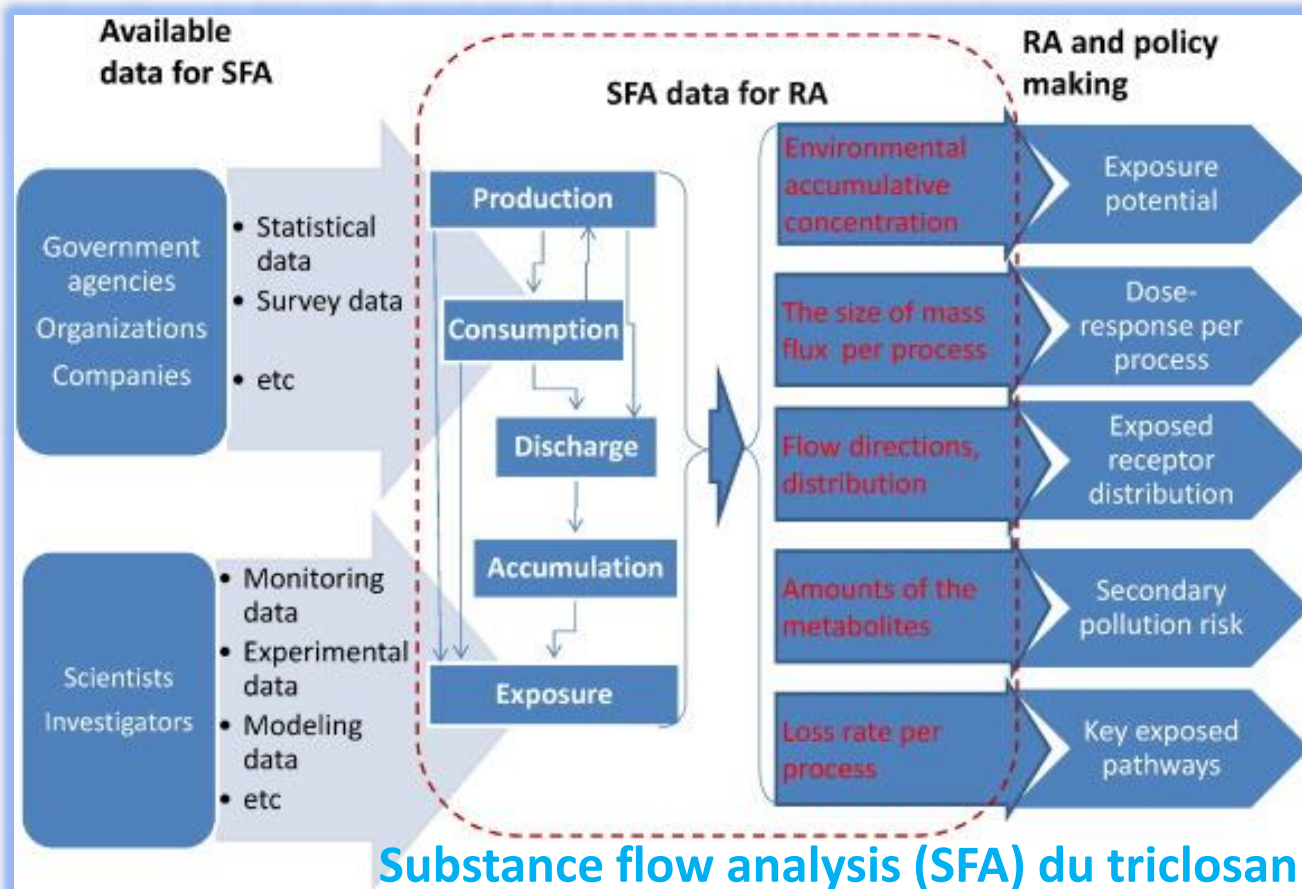 Available
data for SFA
SFA data for RA
RA and policy
making
Government
agencies
Organizations
Companies
• Statistical
data
• Survey data
• etc
Scientists
Investigators
• Monitoring
data
• Experimental
data
• Modeling
data
• etc
Production
Consumption
Discharge
Accumulation
Exposure
Environmental
accumulative
concentration
Exposure
potential
The size of mass
flux per process
Dose-
response per
process
Flow directions,
distribution
Exposed
receptor
distribution
Amounts of the
metabolites
Secondary
pollution risk
Loss rate per
process
Key exposed
pathways
Substance flow analysis (SFA) du triclosan